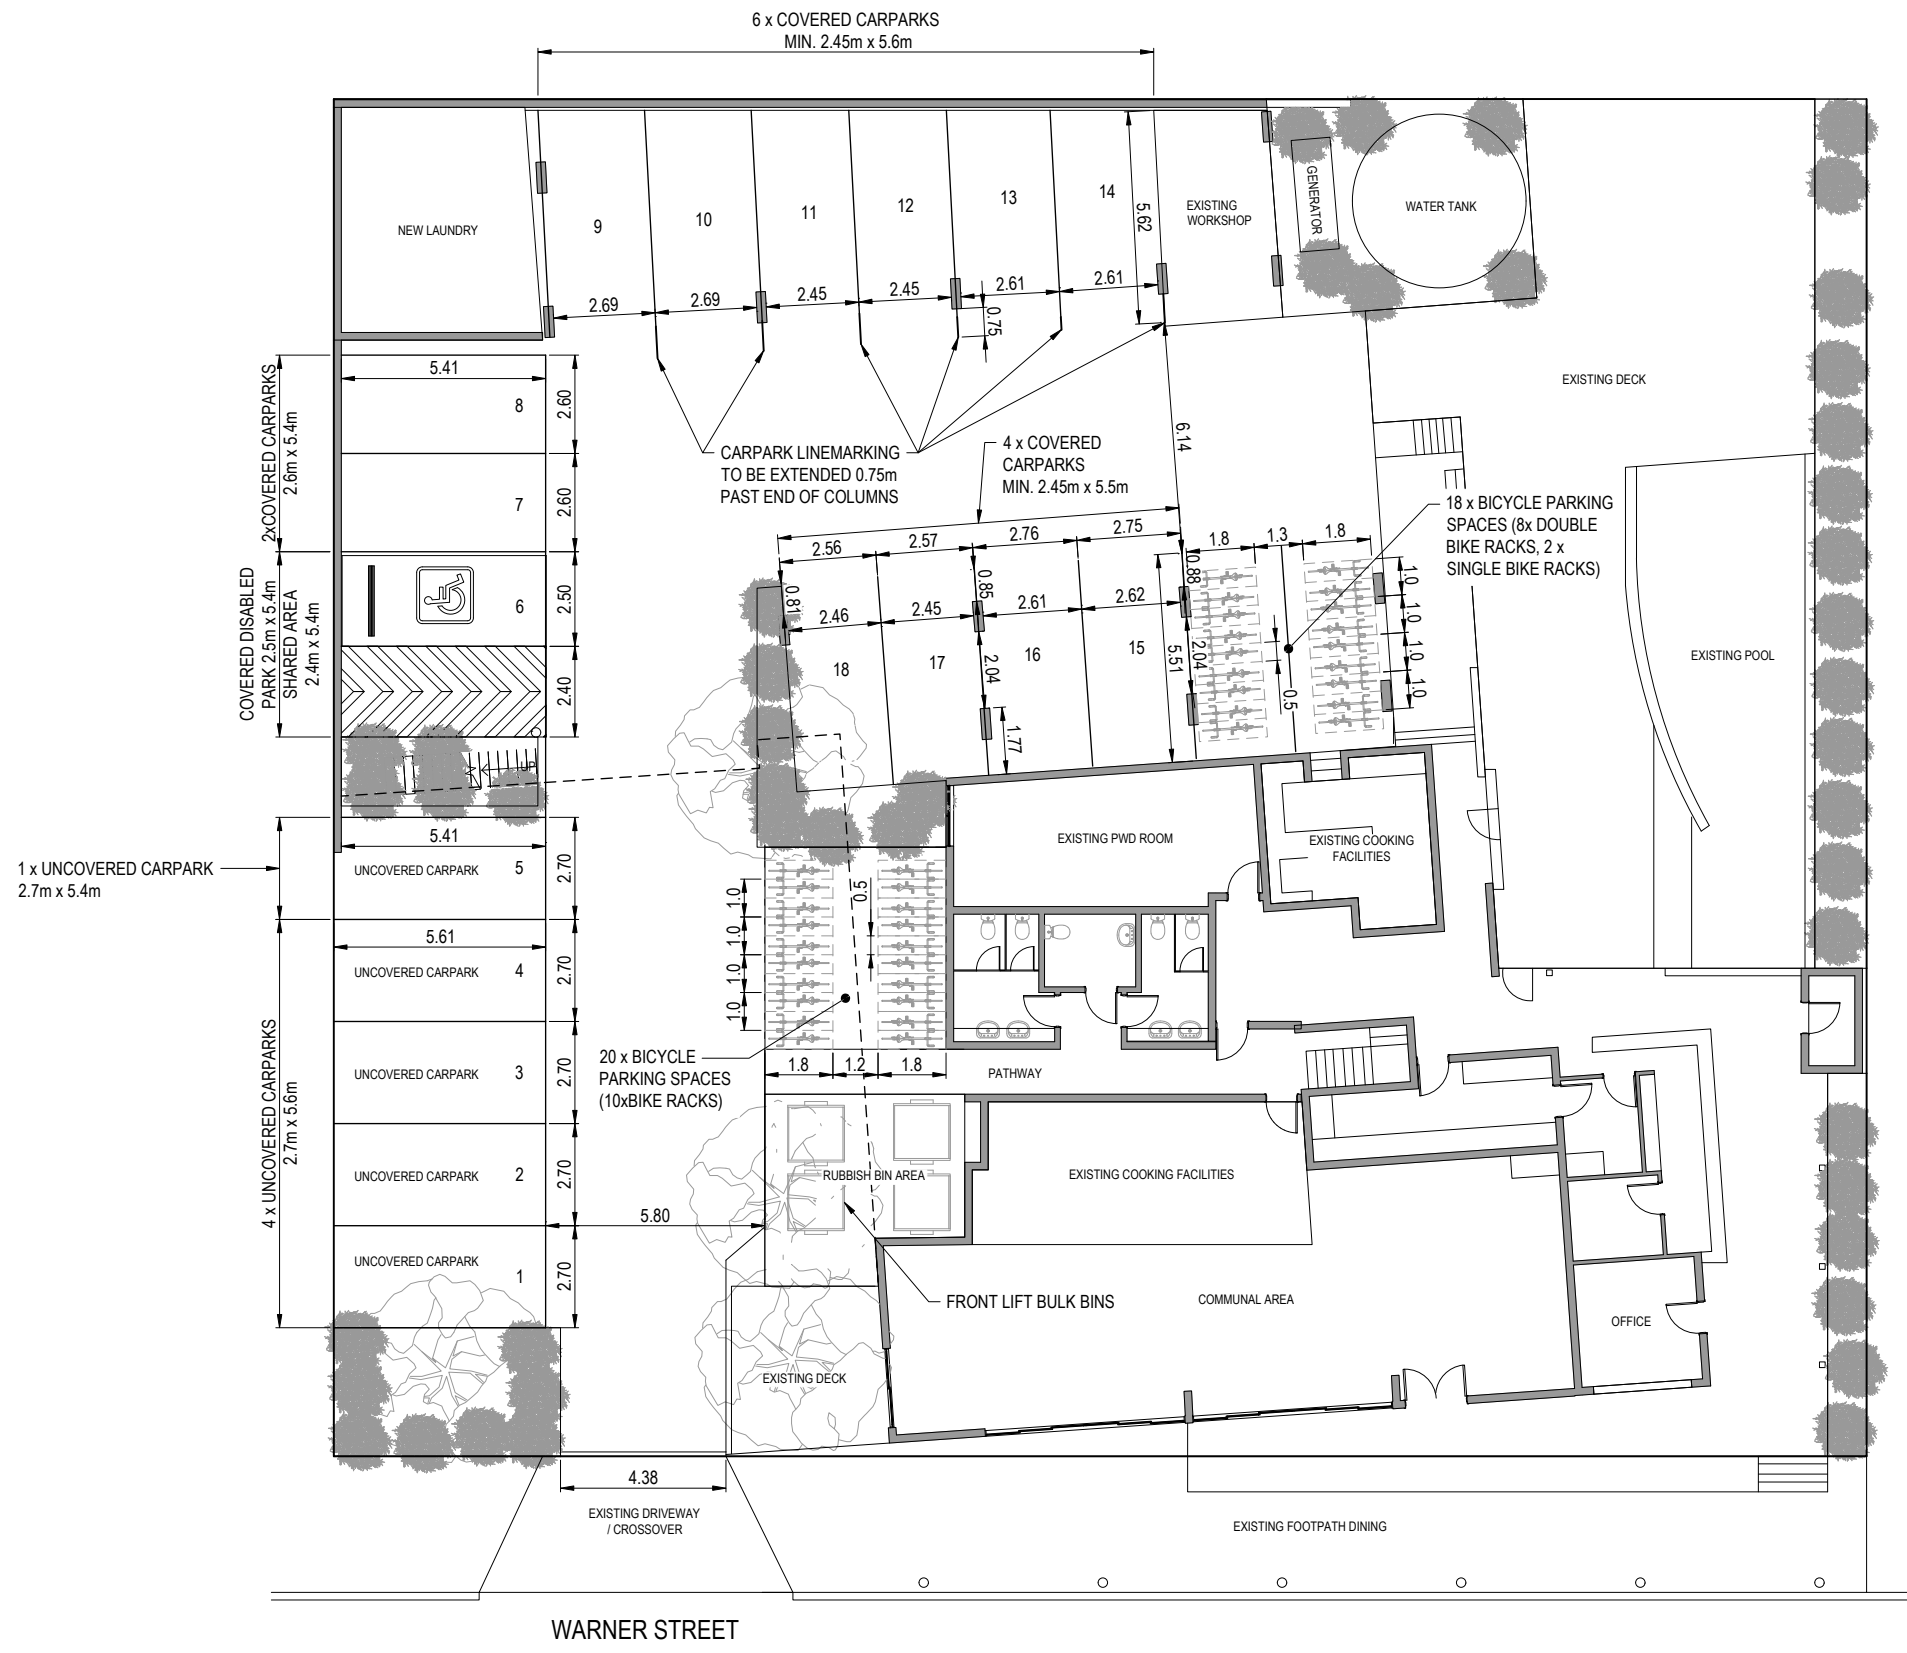 6 x COVERED CARPARKS
MIN. 2.45m x 5.6m
NEW LAUNDRY
9
10
11
12
13
14
5.62
EXISTING
WORKSHOP
GENERATOR
WATER TANK
2.69
2.69
2.45
2.45
2.61
2.61
0.75
EXISTING DECK
2xCOVERED CARPARKS
2.6m x 5.4m
5.41
8
2.60
7
2.60
COVERED DISABLED
PARK 2.5m x 5.4m
SHARED AREA
2.4m x 5.4m
6
2.50
2.40
UP
CARPARK LINEMARKING
TO BE EXTENDED 0.75m
PAST END OF COLUMNS
4 x COVERED
CARPARKS
MIN. 2.45m x 5.5m
6.14
18 x BICYCLE PARKING
SPACES (8x DOUBLE
BIKE RACKS, 2 x
SINGLE BIKE RACKS)
2.56
2.57
2.76
2.75
1.8
1.3
1.8
0.81
0.85
0.88
2.46
2.45
2.61
2.62
18
17
16
15
2.04
5.51
2.04
1.77
0.5
1.0
1.0
1.0
1.0
EXISTING POOL
1 x UNCOVERED CARPARK
2.7m x 5.4m
5.41
UNCOVERED CARPARK
5
2.70
4 x UNCOVERED CARPARKS
2.7m x 5.6m
5.61
UNCOVERED CARPARK
4
2.70
UNCOVERED CARPARK
3
2.70
UNCOVERED CARPARK
2
2.70
UNCOVERED CARPARK
1
2.70
5.80
1.0
1.0
1.0
1.0
0.5
20 x BICYCLE
PARKING SPACES
(10xBIKE RACKS)
1.8
1.2
1.8
PATHWAY
EXISTING PWD ROOM
EXISTING COOKING
FACILITIES
RUBBISH BIN AREA
EXISTING COOKING FACILITIES
FRONT LIFT BULK BINS
COMMUNAL AREA
OFFICE
EXISTING DECK
4.38
EXISTING DRIVEWAY
/ CROSSOVER
EXISTING FOOTPATH DINING
WARNER STREET